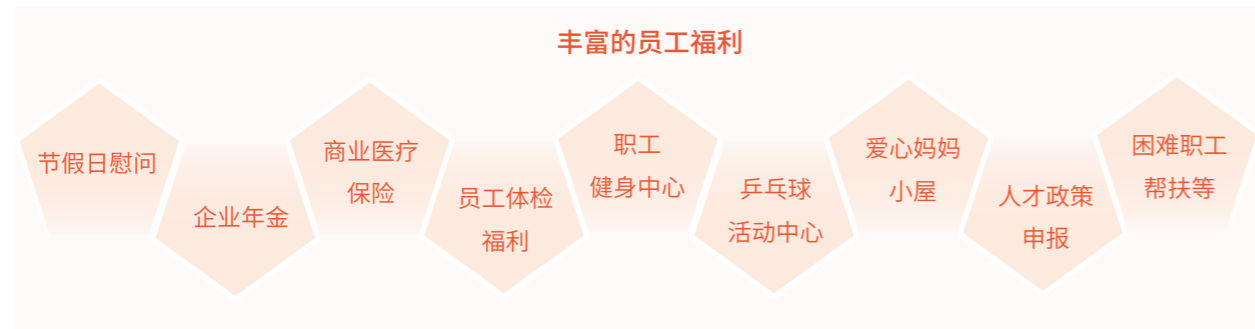 丰富的员工福利
节假日慰问
企业年金
商业医疗
保险
员工体检
福利
职工
健身中心
乒乓球
活动中心
爱心妈妈
小屋
人才政策
申报
困难职工
帮扶等